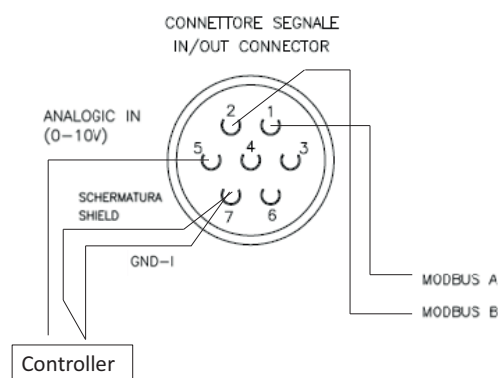 CONNETTORE SEGNALE
IN/OUT CONNECTOR
ANALOGIC IN
(0-10V)
2
1
5
4
3
7
6
SCHERMATURA
SHIELD
GND-I
MODBUS A
MODBUS B
Controller